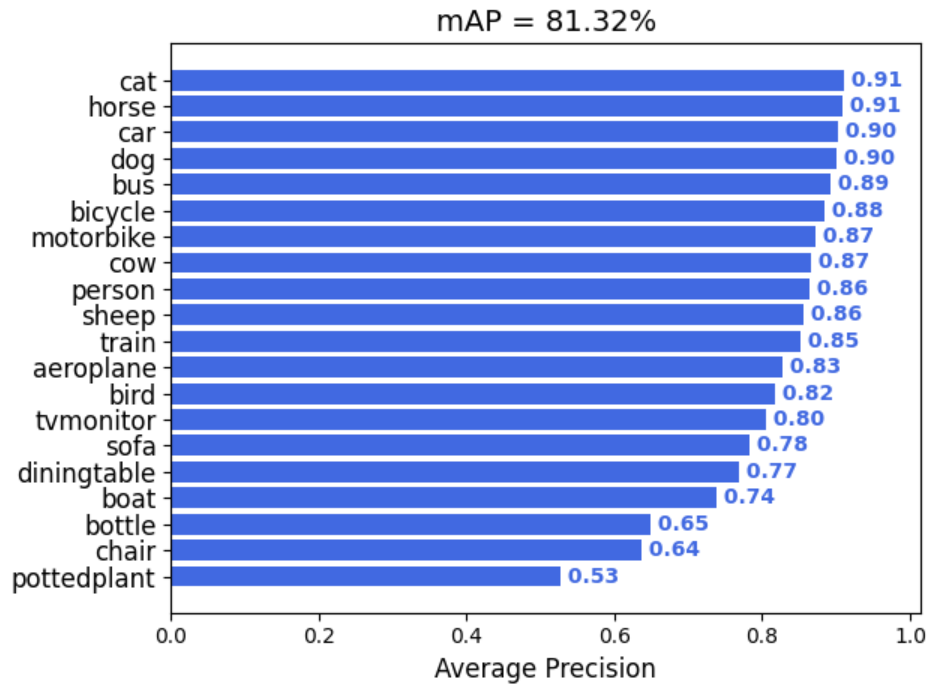 mAP = 81.32%
cat 0.91
horse 0.91
car 0.90
dog 0.90
bus 0.89
bicycle 0.88
motorbike 0.87
cow 0.87
person 0.86
sheep 0.86
train 0.85
aeroplane 0.83
bird 0.82
tvmonitor 0.80
sofa 0.78
diningtable 0.77
boat 0.74
bottle 0.65
chair 0.64
pottedplant 0.53
0.0 0.2 0.4 0.6 0.8 1.0
Average Precision